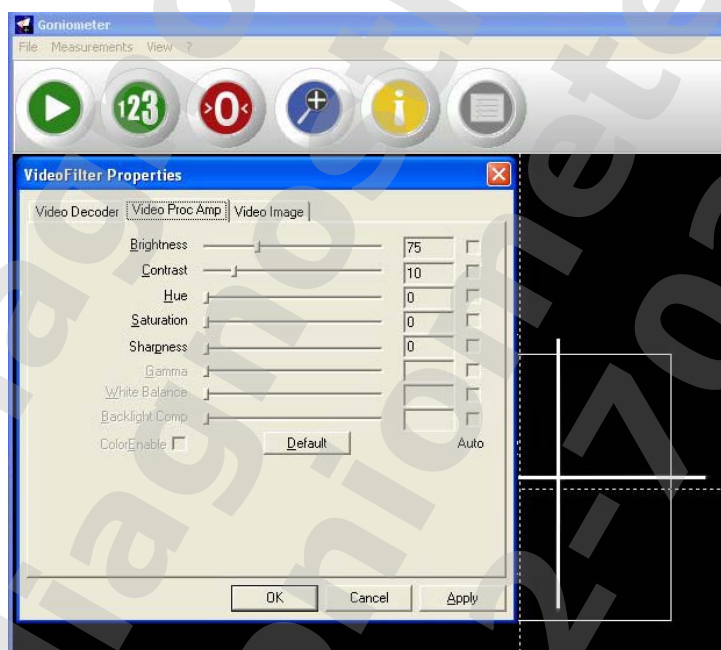 Goniometer
File Measurements View ?
123 >0< + i
VideoFilter Properties
Video Decoder Video Proc Amp Video Image
Brightness 75
Contrast 10
Hue 0
Saturation 0
Sharpness 0
Gamma
White Balance
Backlight Comp
ColorEnable Default Auto
OK Cancel Apply